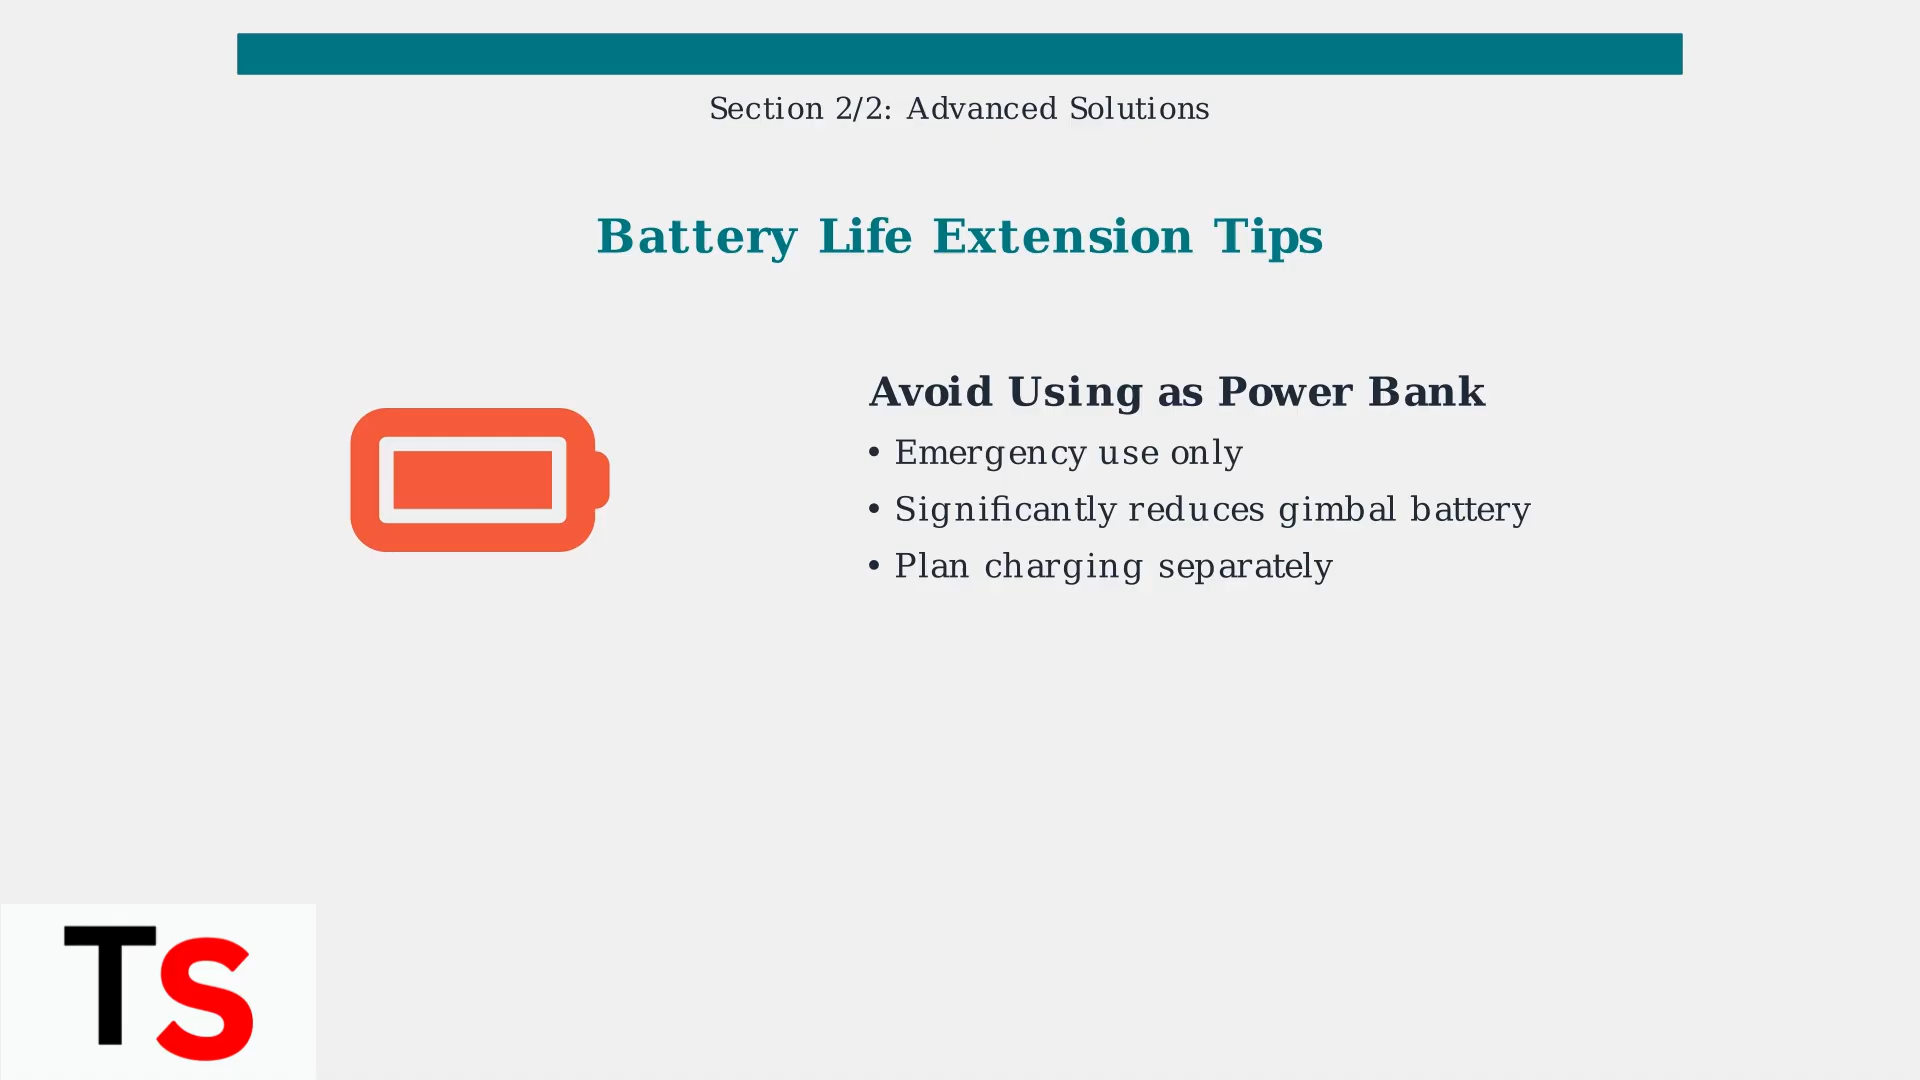 Section 2/2: Advanced Solutions
Battery Life Extension Tips
Avoid Using as Power Bank
• Emergency use only
• Significantly reduces gimbal battery
• Plan charging separately
TS